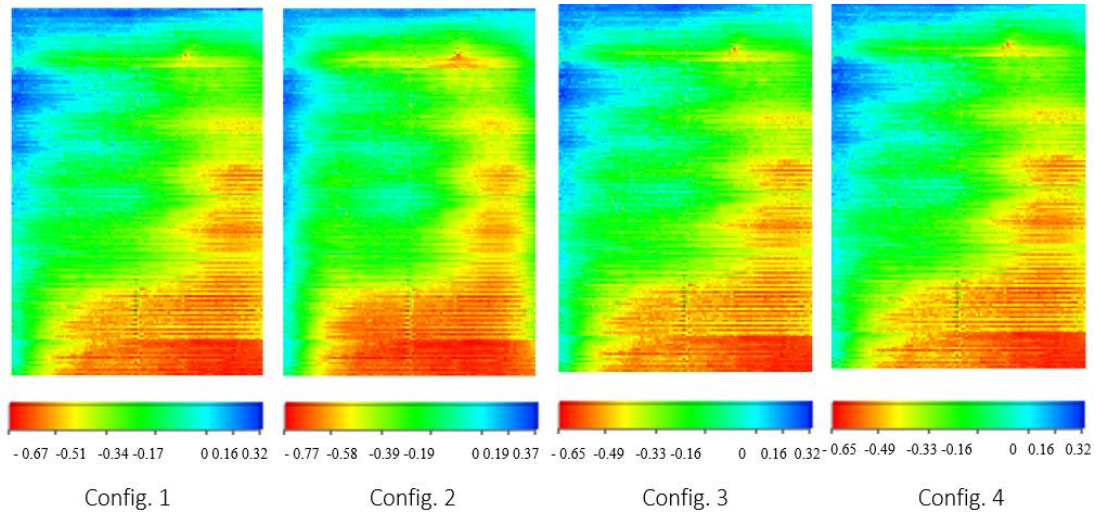 - 0.67 -0.51 -0.34 -0.17 0 0.16 0.32
- 0.77 -0.58 -0.39 -0.19 0 0.19 0.37
- 0.65 -0.49 -0.33 -0.16 0 0.16 0.32
- 0.65 -0.49 -0.33 -0.16 0 0.16 0.32
Config. 1
Config. 2
Config. 3
Config. 4